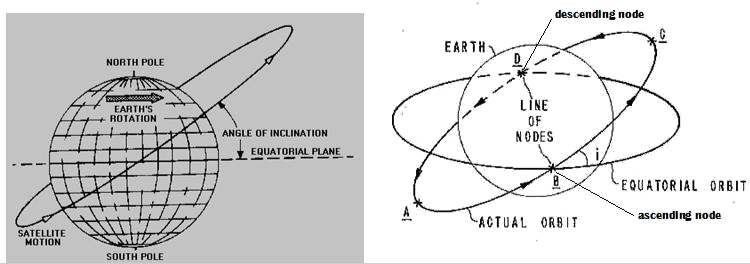 NORTH POLE
EARTH'S
ROTATION
ANGLE OF INCLINATION
EQUATORIAL PLANE
SATELLITE
MOTION
SOUTH POLE
descending node
EARTH
D
C
LINE
OF
NODES
i
B
EQUATORIAL ORBIT
A
ACTUAL ORBIT
ascending node